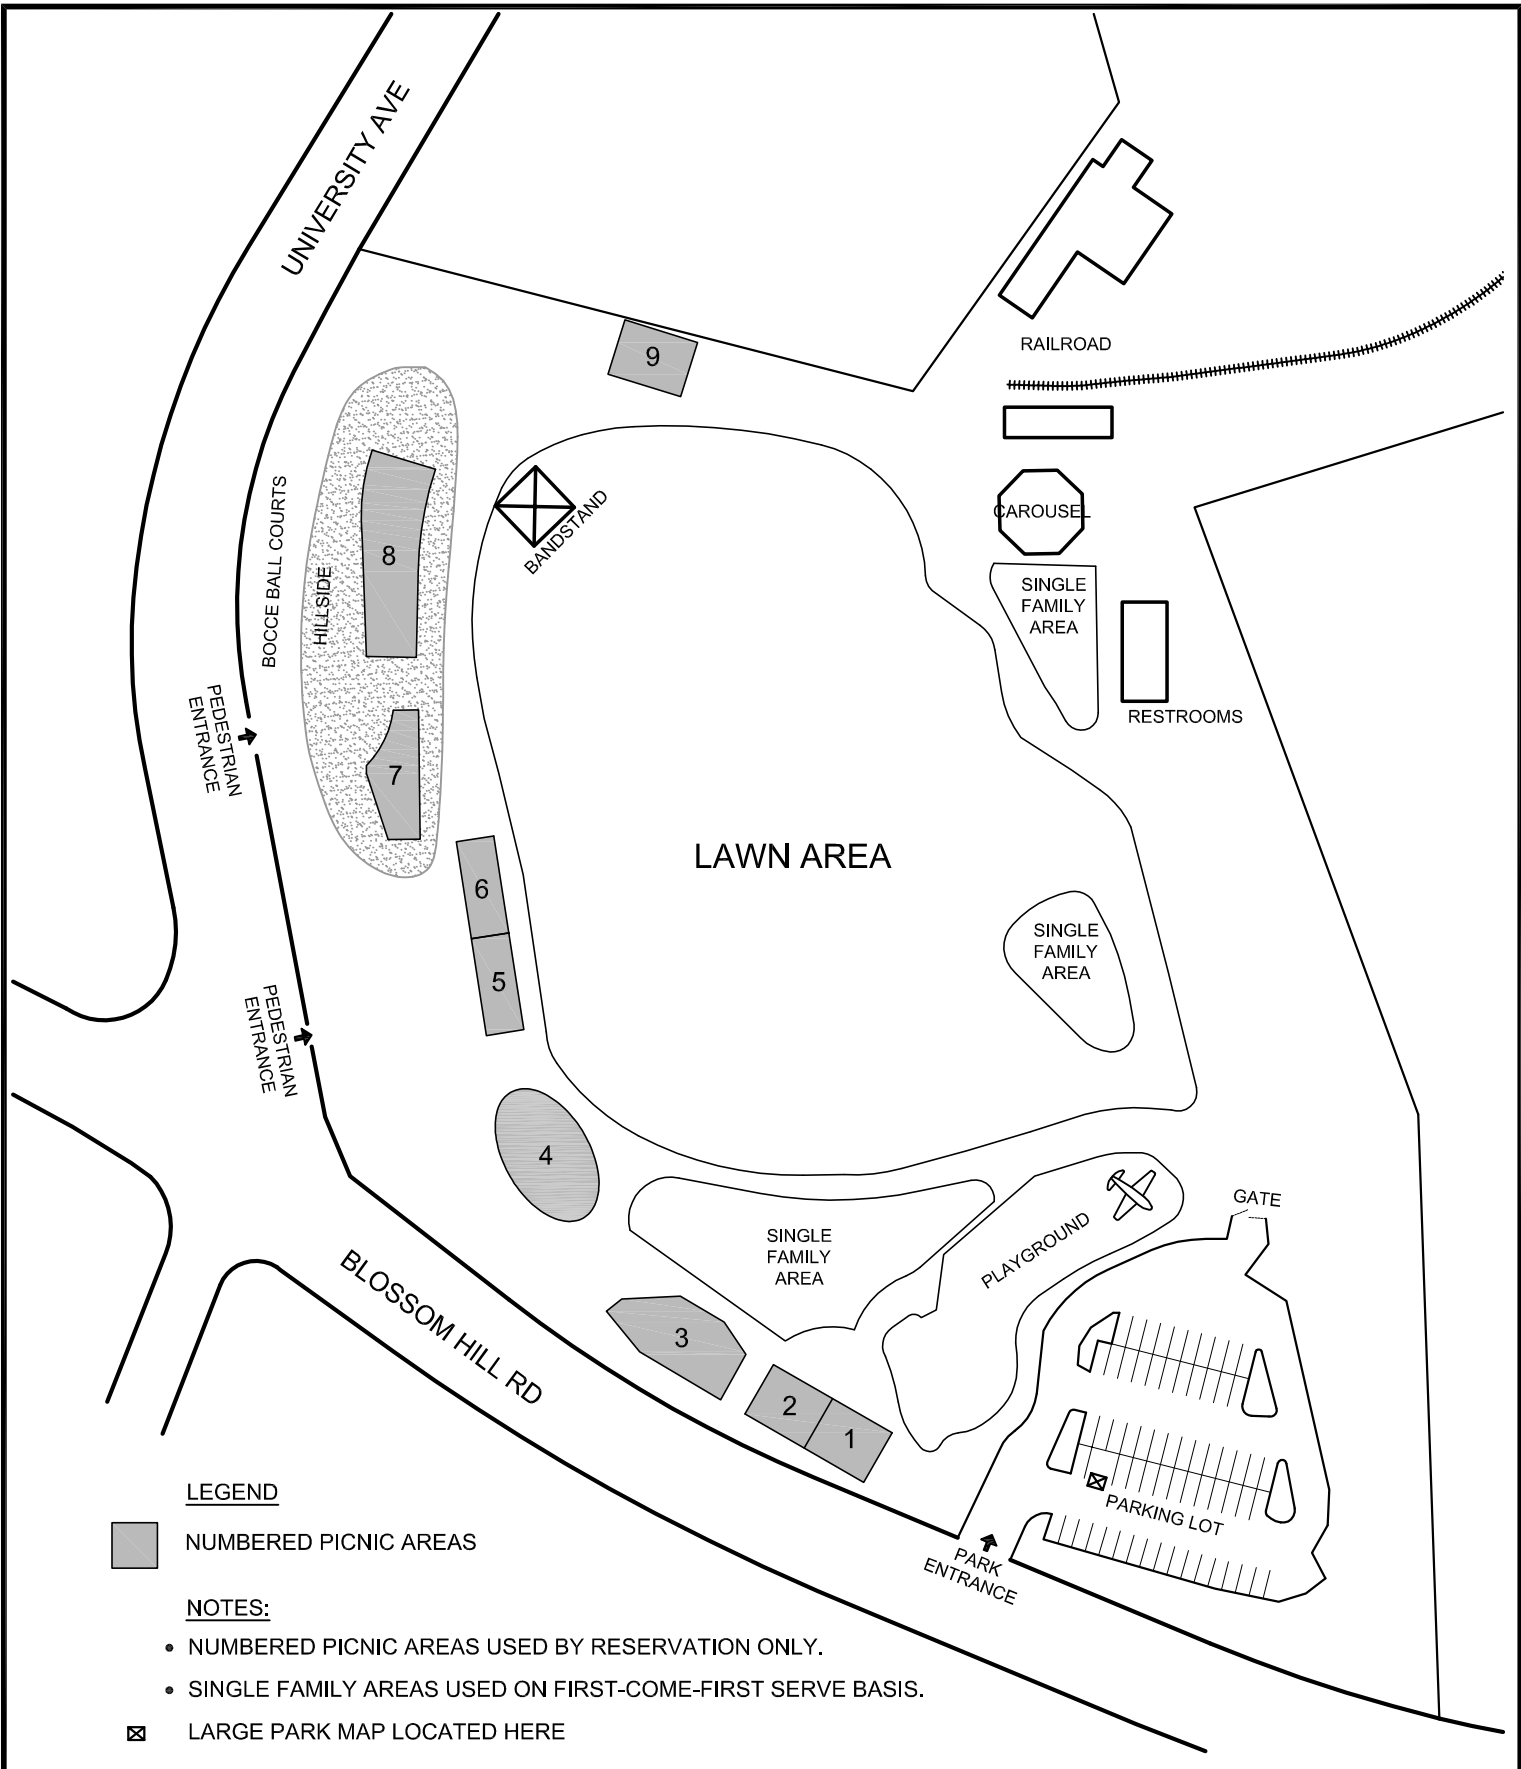 UNIVERSITY AVE
RAILROAD
9
CAROUSEL
BANDSTAND
BOCCE BALL COURTS
HILLSIDE
8
SINGLE
FAMILY
AREA
RESTROOMS
PEDESTRIAN
ENTRANCE
7
LAWN AREA
6
5
SINGLE
FAMILY
AREA
PEDESTRIAN
ENTRANCE
4
GATE
SINGLE
FAMILY
AREA
PLAYGROUND
BLOSSOM HILL RD
3
2
1
PARKING LOT
PARK
ENTRANCE
LEGEND
NUMBERED PICNIC AREAS
NOTES:
• NUMBERED PICNIC AREAS USED BY RESERVATION ONLY.
• SINGLE FAMILY AREAS USED ON FIRST-COME-FIRST SERVE BASIS.
LARGE PARK MAP LOCATED HERE